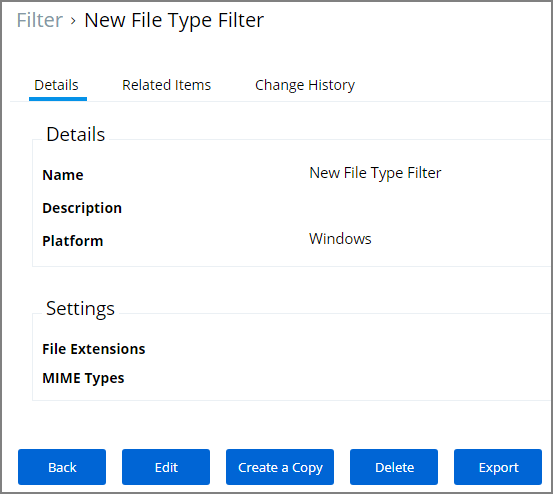 Filter › New File Type Filter
Details Related Items Change History
Details
Name New File Type Filter
Description
Platform Windows
Settings
File Extensions
MIME Types
Back Edit Create a Copy Delete Export